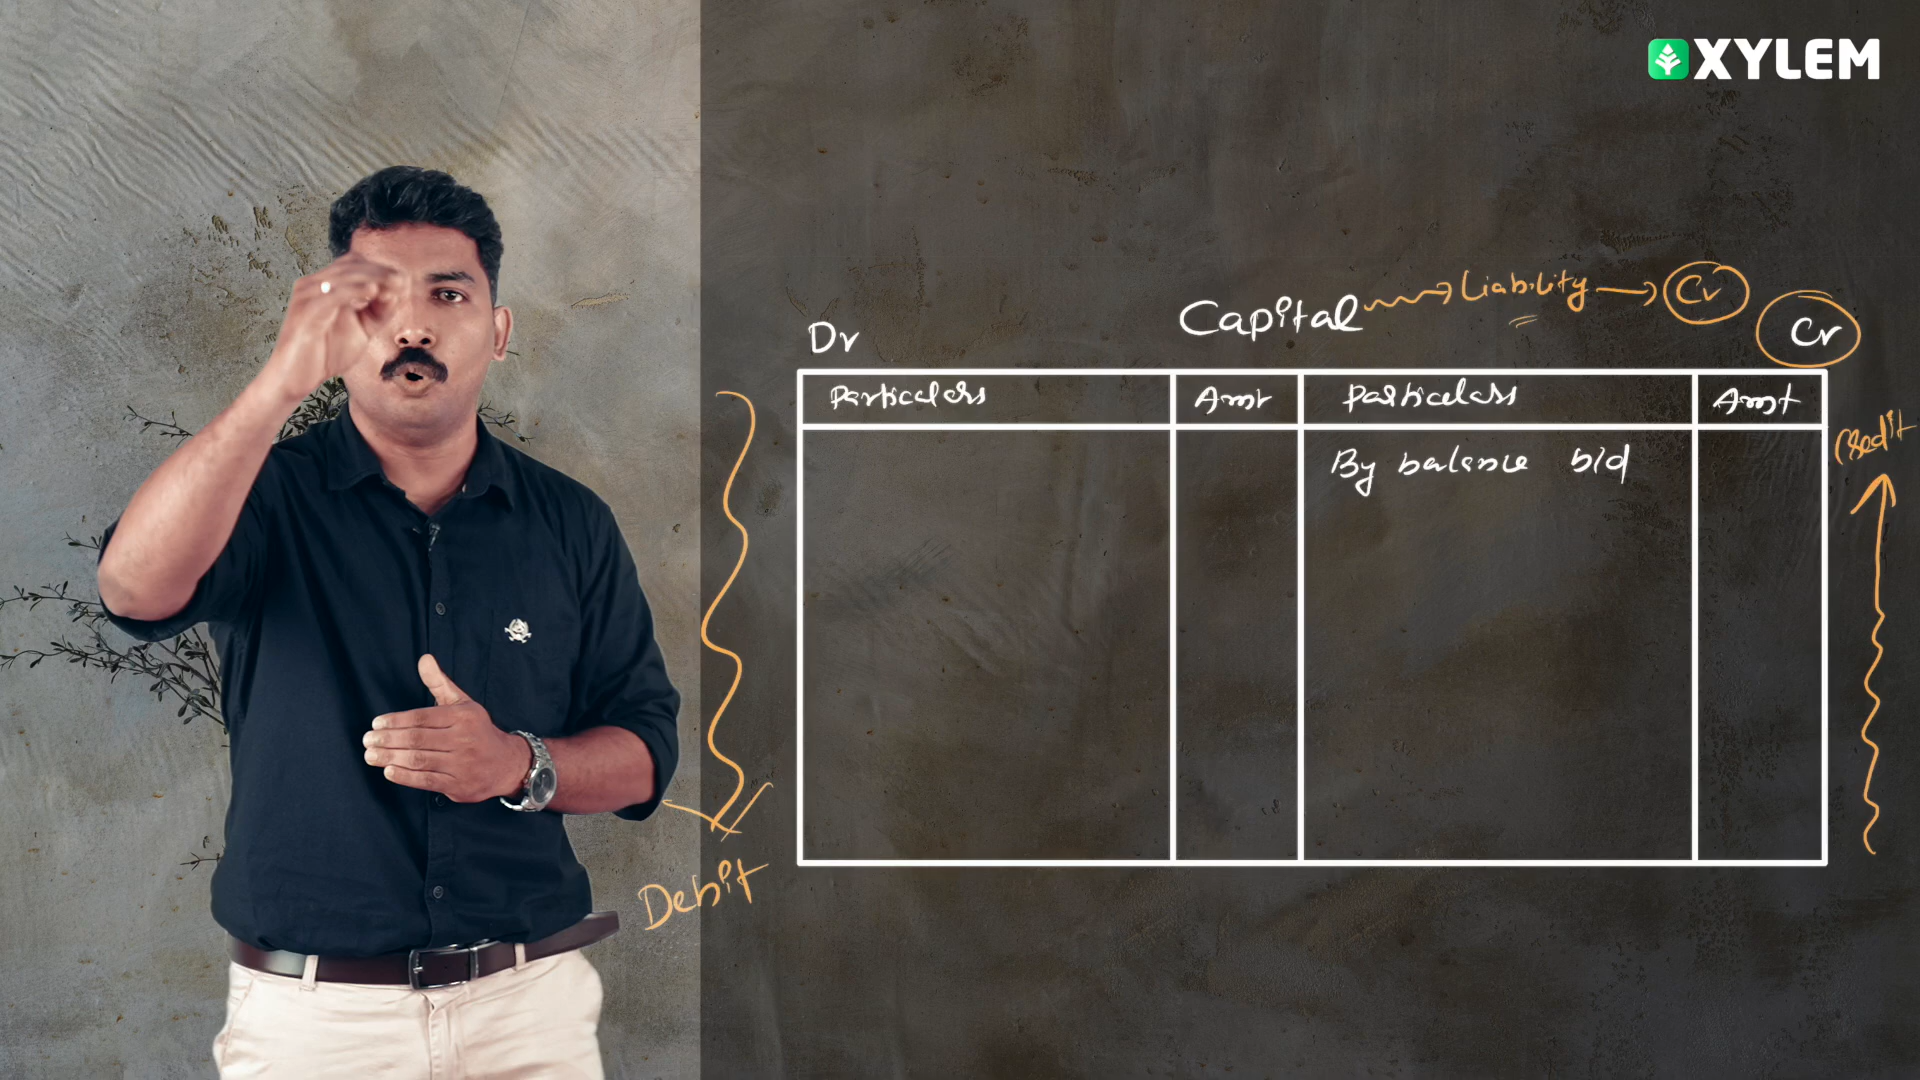 XYLEM
Capital Liability Cr
Dr Cr
Particulars Amt Particulars Amt
Credit
By balance b/d
Debit